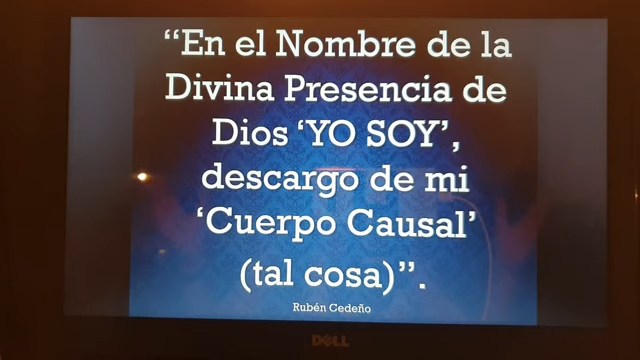 “En el Nombre de la
Divina Presencia de
Dios ‘YO SOY’,
descargo de mi
‘Cuerpo Causal’
(tal cosa)”.
Rubén Cedeño
DELL